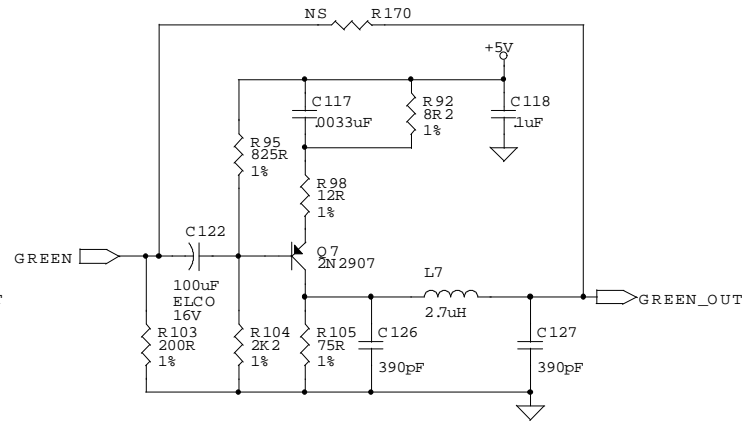 NS R170
+5V
C117
.0033uF
R92
8R2
1%
C118
.1uF
R95
825R
1%
R98
12R
1%
GREEN
C122
100uF
ELCO
16V
Q7
2N2907
L7
2.7uH
GREEN_OUT
R103
200R
1%
R104
2K2
1%
R105
75R
1%
C126
390pF
C127
390pF